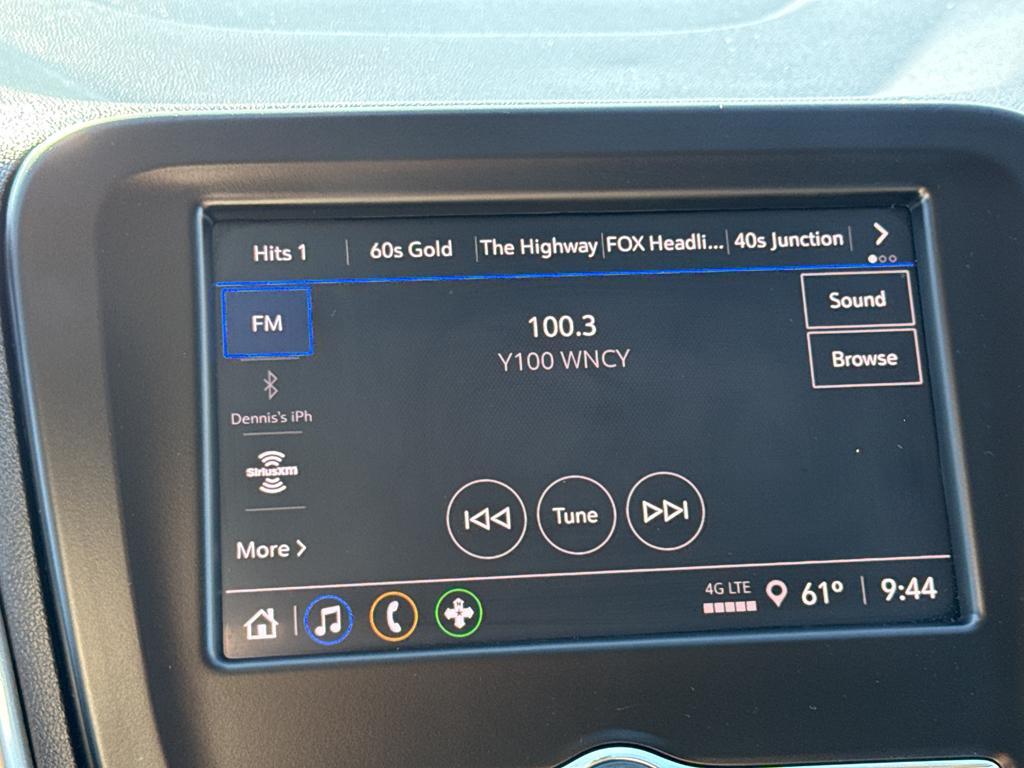 Hits 1 | 60s Gold | The Highway | FOX Headli... | 40s Junction
FM
100.3
Y100 WNCY
Sound
Browse
Dennis's iPh
SiriusXM
Tune
More
4G LTE 61° | 9:44